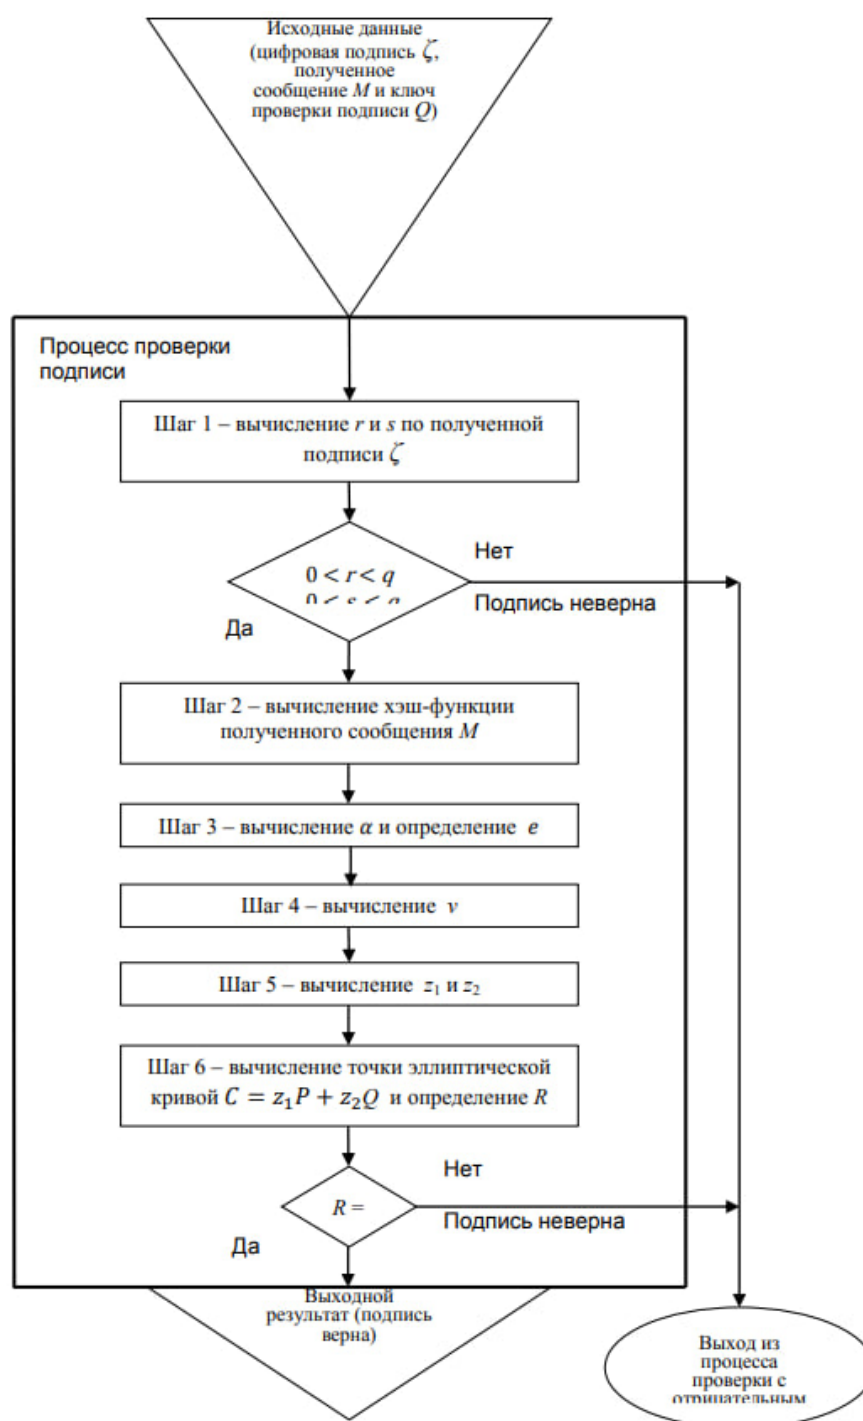 Исходные данные
(цифровая подпись ζ,
полученное
сообщение M и ключ
проверки подписи Q)
Процесс проверки
подписи
Шаг 1 – вычисление r и s по полученной
подписи ζ
0 < r < q
0 < s < q
Нет
Подпись неверна
Да
Шаг 2 – вычисление хэш-функции
полученного сообщения M
Шаг 3 – вычисление α и определение e
Шаг 4 – вычисление v
Шаг 5 – вычисление z₁ и z₂
Шаг 6 – вычисление точки эллиптической
кривой C = z₁P + z₂Q и определение R
R =
Нет
Подпись неверна
Да
Выходной
результат (подпись
верна)
Выход из
процесса
проверки с
отрицательным